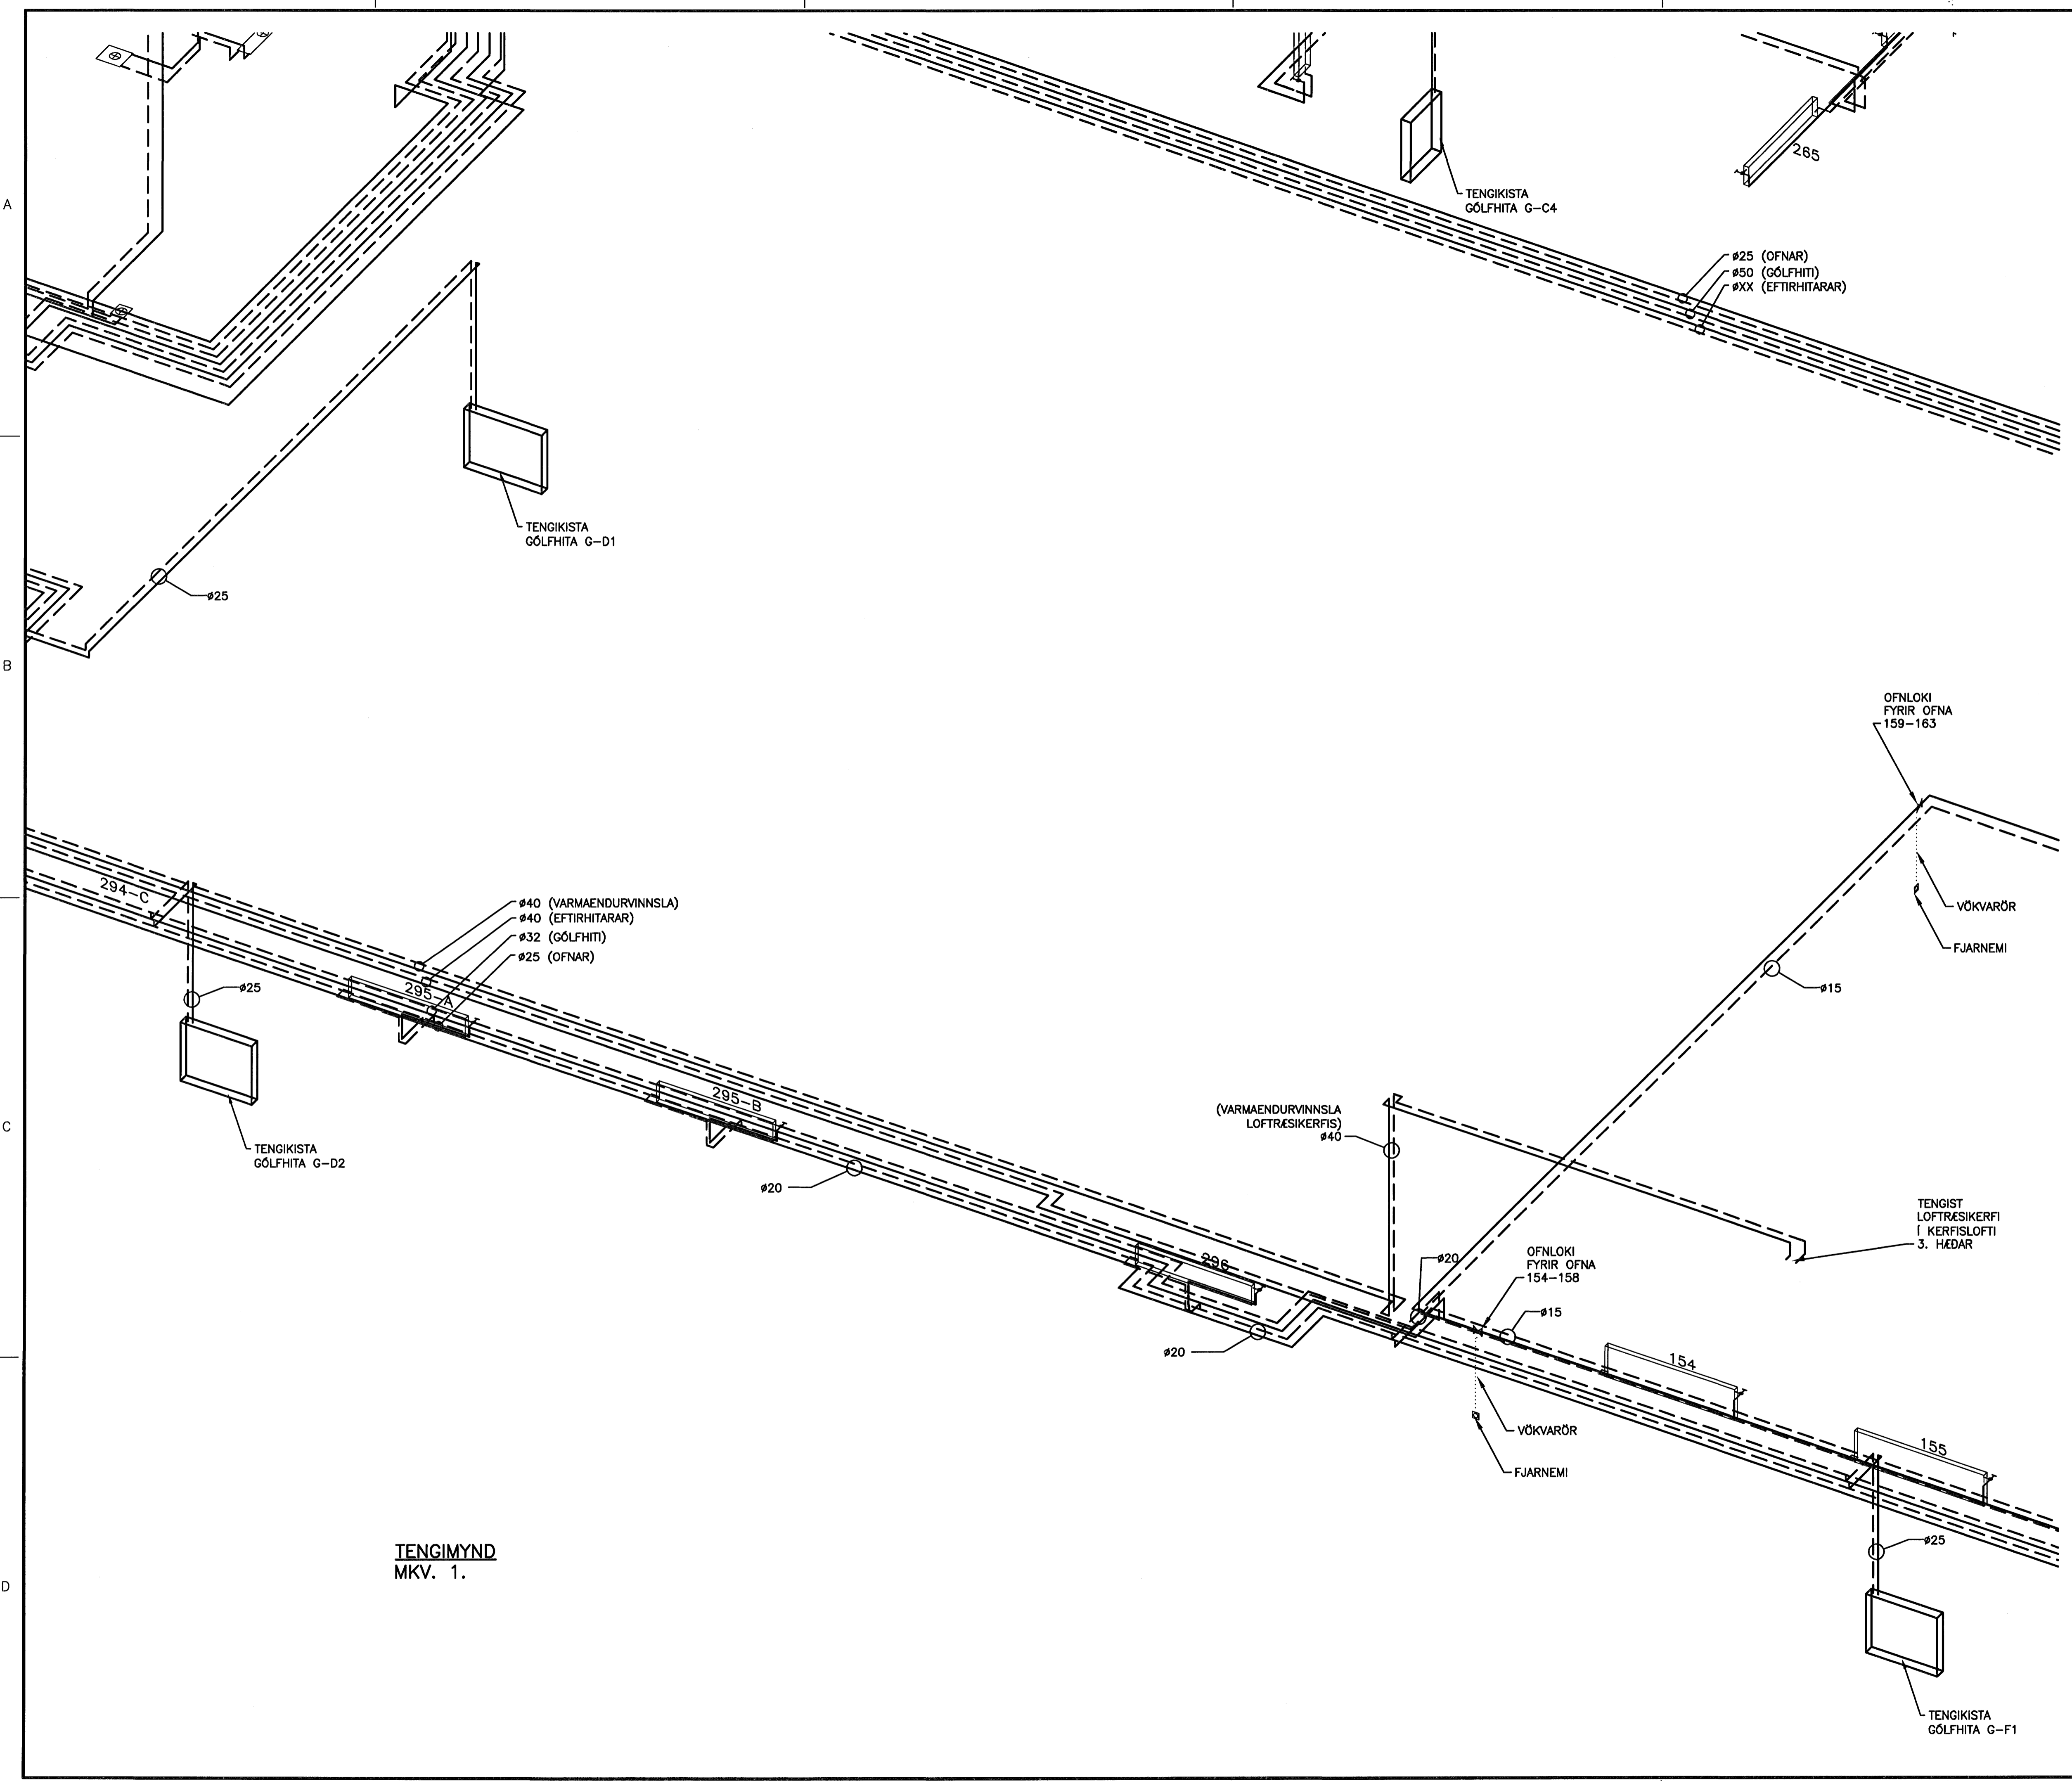 A
B
C
D
265
TENGIKISTA
GÓLFHITA G-C4
ø25 (OFNAR)
ø50 (GÓLFHITI)
øXX (EFTIRHITARAR)
TENGIKISTA
GÓLFHITA G-D1
ø25
OFNLOKI
FYRIR OFNA
159-163
VÖKVARÖR
FJARNEMI
ø15
294-C
ø40 (VARMAENDURVINNSLA)
ø40 (EFTIRHITARAR)
ø32 (GÓLFHITI)
ø25 (OFNAR)
ø25
295-A
295-B
TENGIKISTA
GÓLFHITA G-D2
ø20
(VARMAENDURVINNSLA
LOFTRÆSIKERFIS)
ø40
TENGIST
LOFTRÆSIKERFI
Í KERFISLOFTI
3. HÆÐAR
296
ø20
OFNLOKI
FYRIR OFNA
154-158
ø15
ø20
154
155
VÖKVARÖR
FJARNEMI
ø25
TENGIKISTA
GÓLFHITA G-F1
TENGIMYND
MKV. 1.